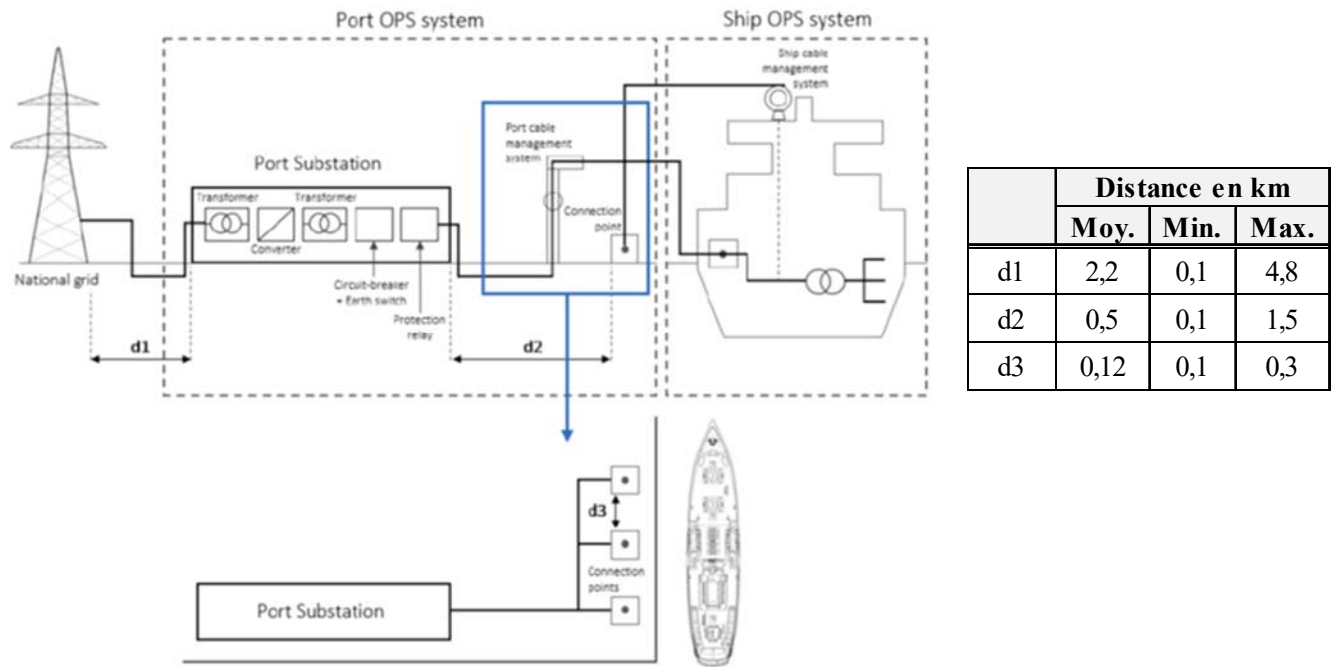 Port OPS system
Ship OPS system
Ship cable
management
system
Port cable
management
system
Port Substation
Transformer
Transformer
Converter
Connection
point
National grid
Circuit-breaker
+ Earth switch
Protection
relay
d1
d2
Distance en km
Moy. Min. Max.
d1 2,2 0,1 4,8
d2 0,5 0,1 1,5
d3 0,12 0,1 0,3
d3
Connection
points
Port Substation